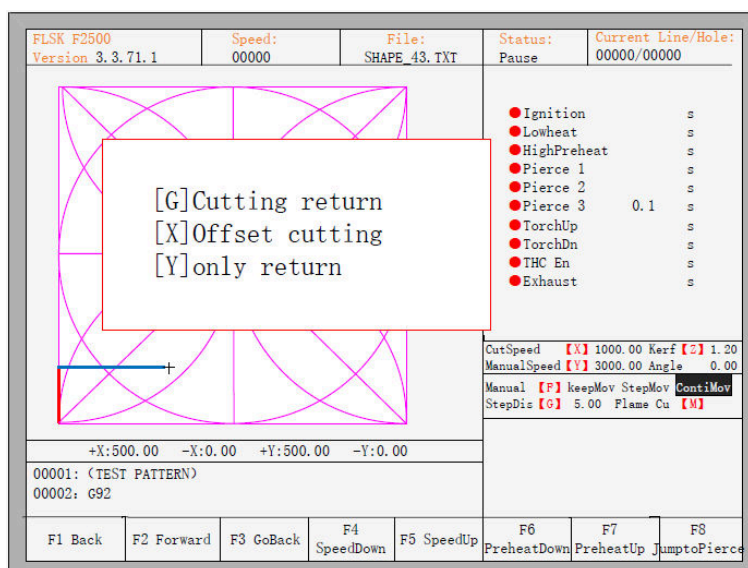 FLSK F2500
Version 3.3.71.1
Speed:
00000
File:
SHAPE_43.TXT
Status:
Pause
Current Line/Hole:
00000/00000
[G]Cutting return
[X]Offset cutting
[Y]only return
Ignition s
Lowheat s
HighPreheat s
Pierce 1 s
Pierce 2 s
Pierce 3 0.1 s
TorchUp s
TorchDn s
THC En s
Exhaust s
CutSpeed 【X】 1000.00 Kerf 【Z】 1.20
ManualSpeed 【Y】 3000.00 Angle 0.00
Manual 【F】 keepMov StepMov ContiMov
StepDis 【G】 5.00 Flame Cu 【M】
+X:500.00 -X:0.00 +Y:500.00 -Y:0.00
00001: (TEST PATTERN)
00002: G92
F1 Back
F2 Forward
F3 GoBack
F4
SpeedDown
F5 SpeedUp
F6
PreheatDown
F7
PreheatUp
F8
JumptoPierce